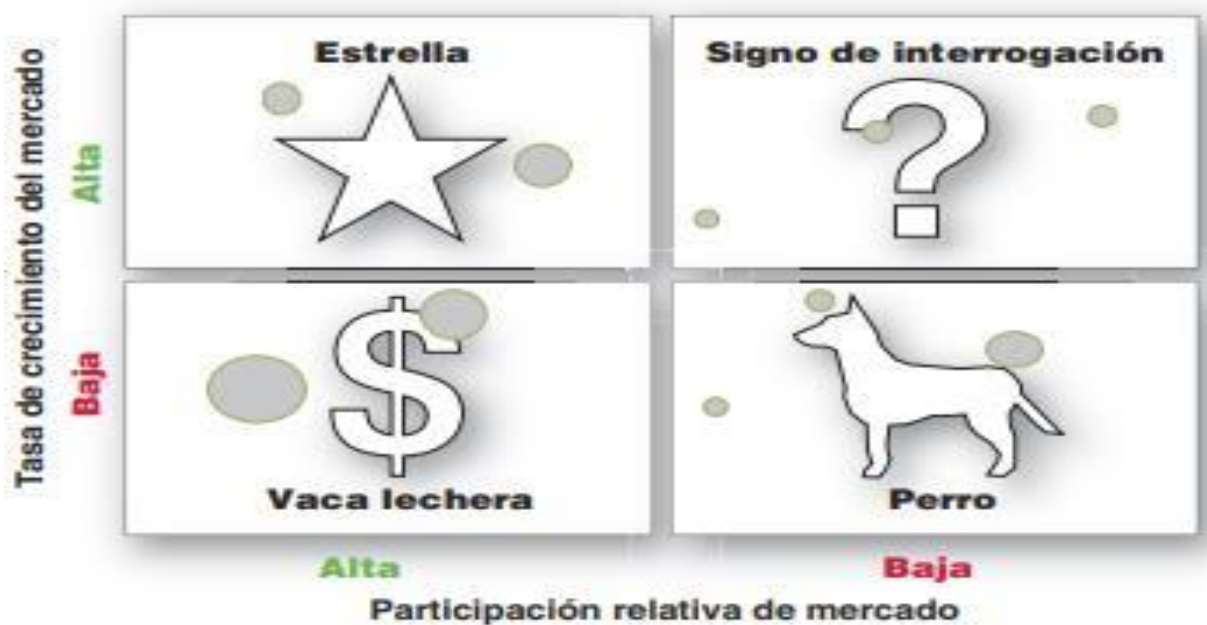 Tasa de crecimiento del mercado
Alta
Estrella
Signo de interrogación
?
Baja
$
Vaca lechera
Perro
Alta
Baja
Participación relativa de mercado